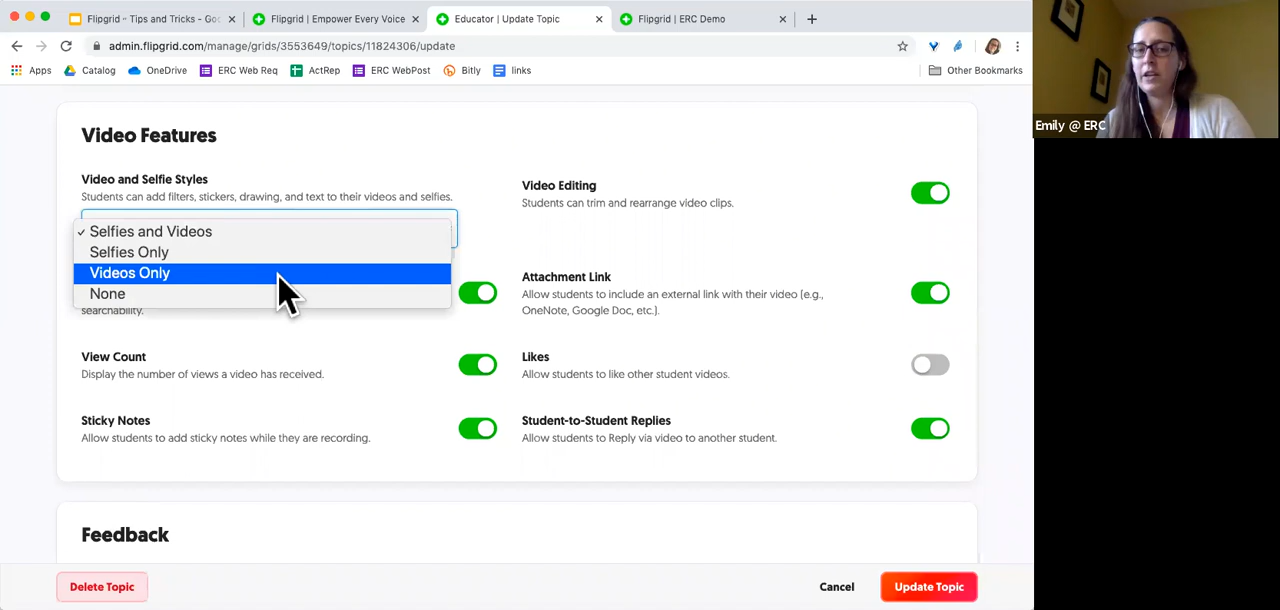 Flipgrid - Tips and Tricks - Goo
Flipgrid | Empower Every Voice
Educator | Update Topic
Flipgrid | ERC Demo
admin.flipgrid.com/manage/grids/3553649/topics/11824306/update
Apps
Catalog
OneDrive
ERC Web Req
ActRep
ERC WebPost
Bitly
links
Other Bookmarks
Emily @ ERC
Video Features
Video and Selfie Styles
Students can add filters, stickers, drawing, and text to their videos and selfies.
✓ Selfies and Videos
Selfies Only
Videos Only
None
searchability.
Video Editing
Students can trim and rearrange video clips.
Attachment Link
Allow students to include an external link with their video (e.g.,
OneNote, Google Doc, etc.).
View Count
Display the number of views a video has received.
Likes
Allow students to like other student videos.
Sticky Notes
Allow students to add sticky notes while they are recording.
Student-to-Student Replies
Allow students to Reply via video to another student.
Feedback
Delete Topic
Cancel
Update Topic